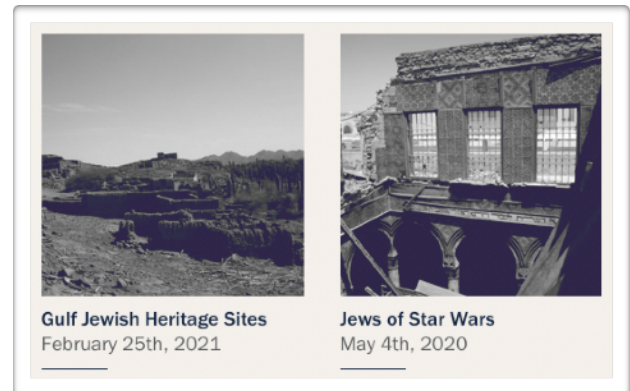 Gulf Jewish Heritage Sites
February 25th, 2021
Jews of Star Wars
May 4th, 2020